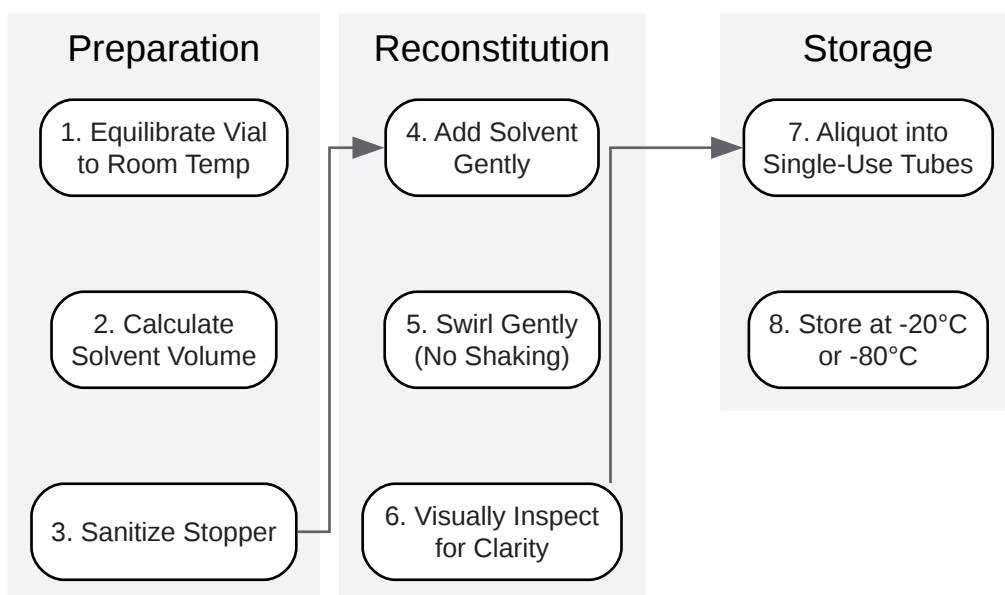 Preparation
1. Equilibrate Vial
to Room Temp
2. Calculate
Solvent Volume
3. Sanitize Stopper
Reconstitution
4. Add Solvent
Gently
5. Swirl Gently
(No Shaking)
6. Visually Inspect
for Clarity
Storage
7. Aliquot into
Single-Use Tubes
8. Store at -20°C
or -80°C